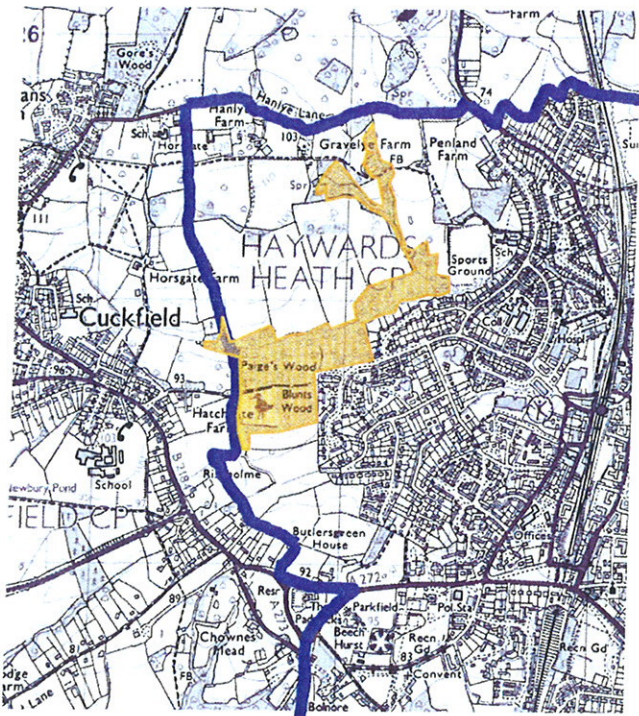 26
Gore's
Wood
Farm
Spr
74
Hanlye Lane
Hanly
Farm
Sch
Horsgate
103
Gravelye Farm
FB
Penland
Farm
Spr
111
HAYWARDS
HEATH CP
Sports
Ground
Sch
Horsgate Farm
Sch
Cuckfield
Coll
Hospl
96
Paige's Wood
93
Blunts
Wood
School
Newbury Pond
FIELD CP
Butlersgreen
House
Offices
92
A 272
Resr
89
Parkfield
Pol Sta
Beech
Hurst
Recn
Gd
83
Convent
Recn Gd
Chownes
Mead
FB
Lane
Bolnore